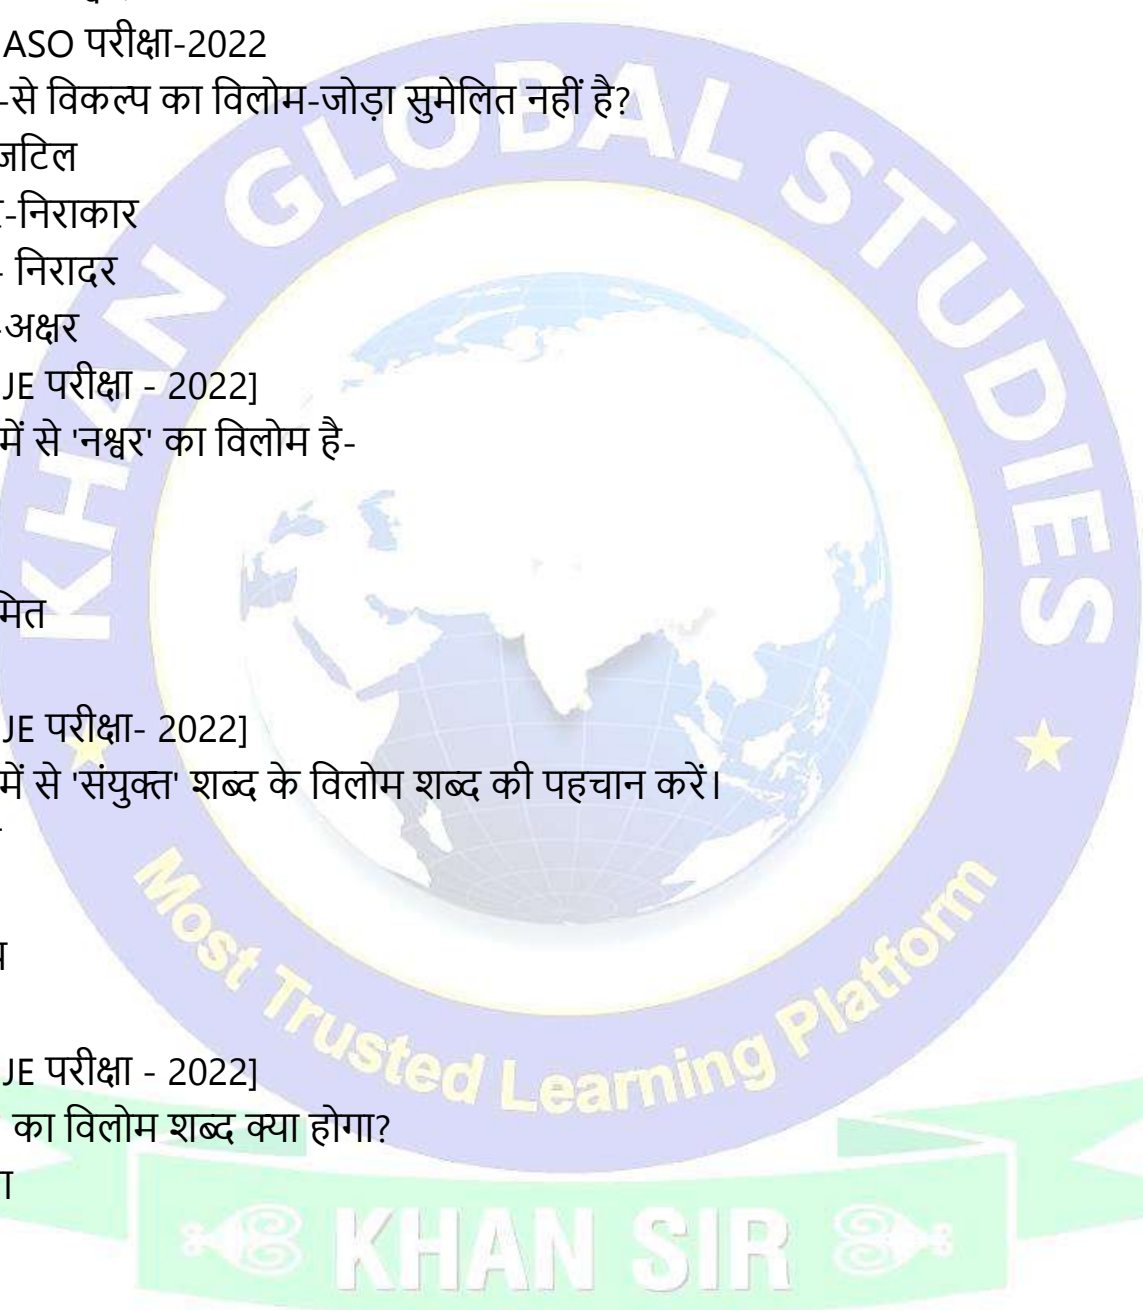 ASO परीक्षा-2022
-से विकल्प का विलोम-जोड़ा सुमेलित नहीं है?
जटिल
-निराकार
- निरादर
-अक्षर
JE परीक्षा - 2022]
में से 'नश्वर' का विलोम है-
मित
JE परीक्षा- 2022]
में से 'संयुक्त' शब्द के विलोम शब्द की पहचान करें।
JE परीक्षा - 2022]
का विलोम शब्द क्या होगा?
KHAN GLOBAL STUDIES
Most Trusted Learning Platform
KHAN SIR